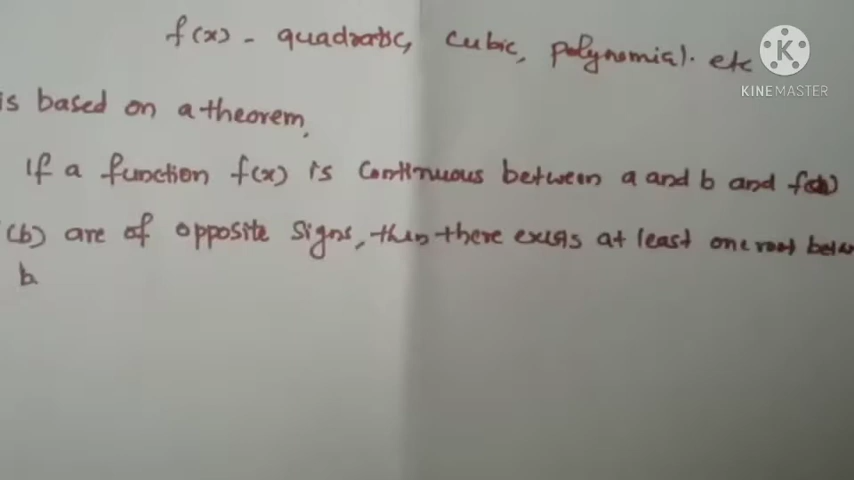 f(x) - quadratic, cubic, polynomial. etc
KINEMASTER
is based on a theorem.
If a function f(x) is continuous between a and b and f(a)
(b) are of opposite signs, then there exists at least one root
b